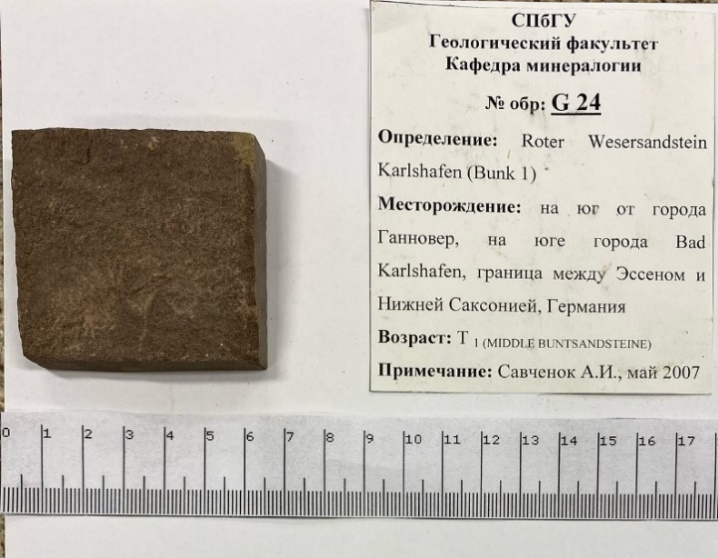 СПбГУ
Геологический факультет
Кафедра минералогии
№ обр: G 24
Определение: Roter Wesersandstein
Karlshafen (Bunk 1)
Месторождение: на юг от города
Ганновер, на юге города Bad
Karlshafen, граница между Эссеном и
Нижней Саксонией, Германия
Возраст: Т 1 (MIDDLE BUNTSANDSTEINE)
Примечание: Савченок А.И., май 2007
0 1 2 3 4 5 6 7 8 9 10 11 12 13 14 15 16 17